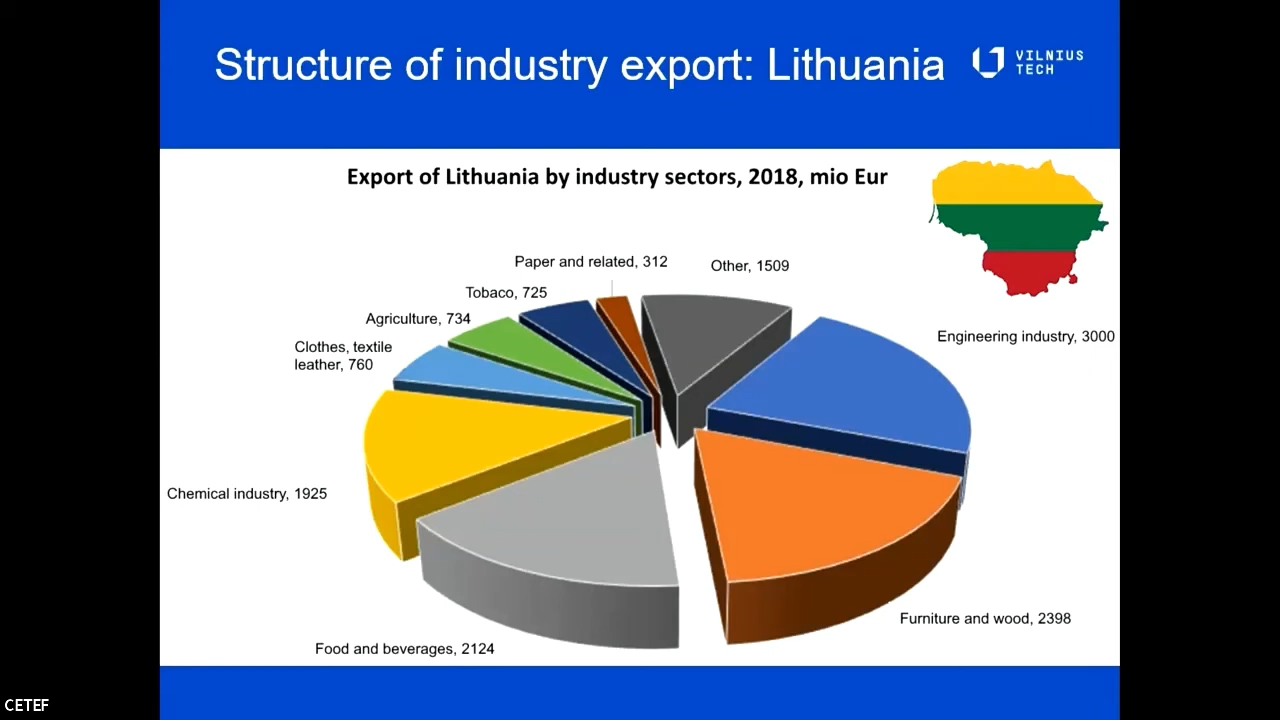 Structure of industry export: Lithuania
VILNIUS
TECH
Export of Lithuania by industry sectors, 2018, mio Eur
Paper and related, 312
Other, 1509
Tobaco, 725
Agriculture, 734
Engineering industry, 3000
Clothes, textile
leather, 760
Chemical industry, 1925
Furniture and wood, 2398
Food and beverages, 2124
CETEF